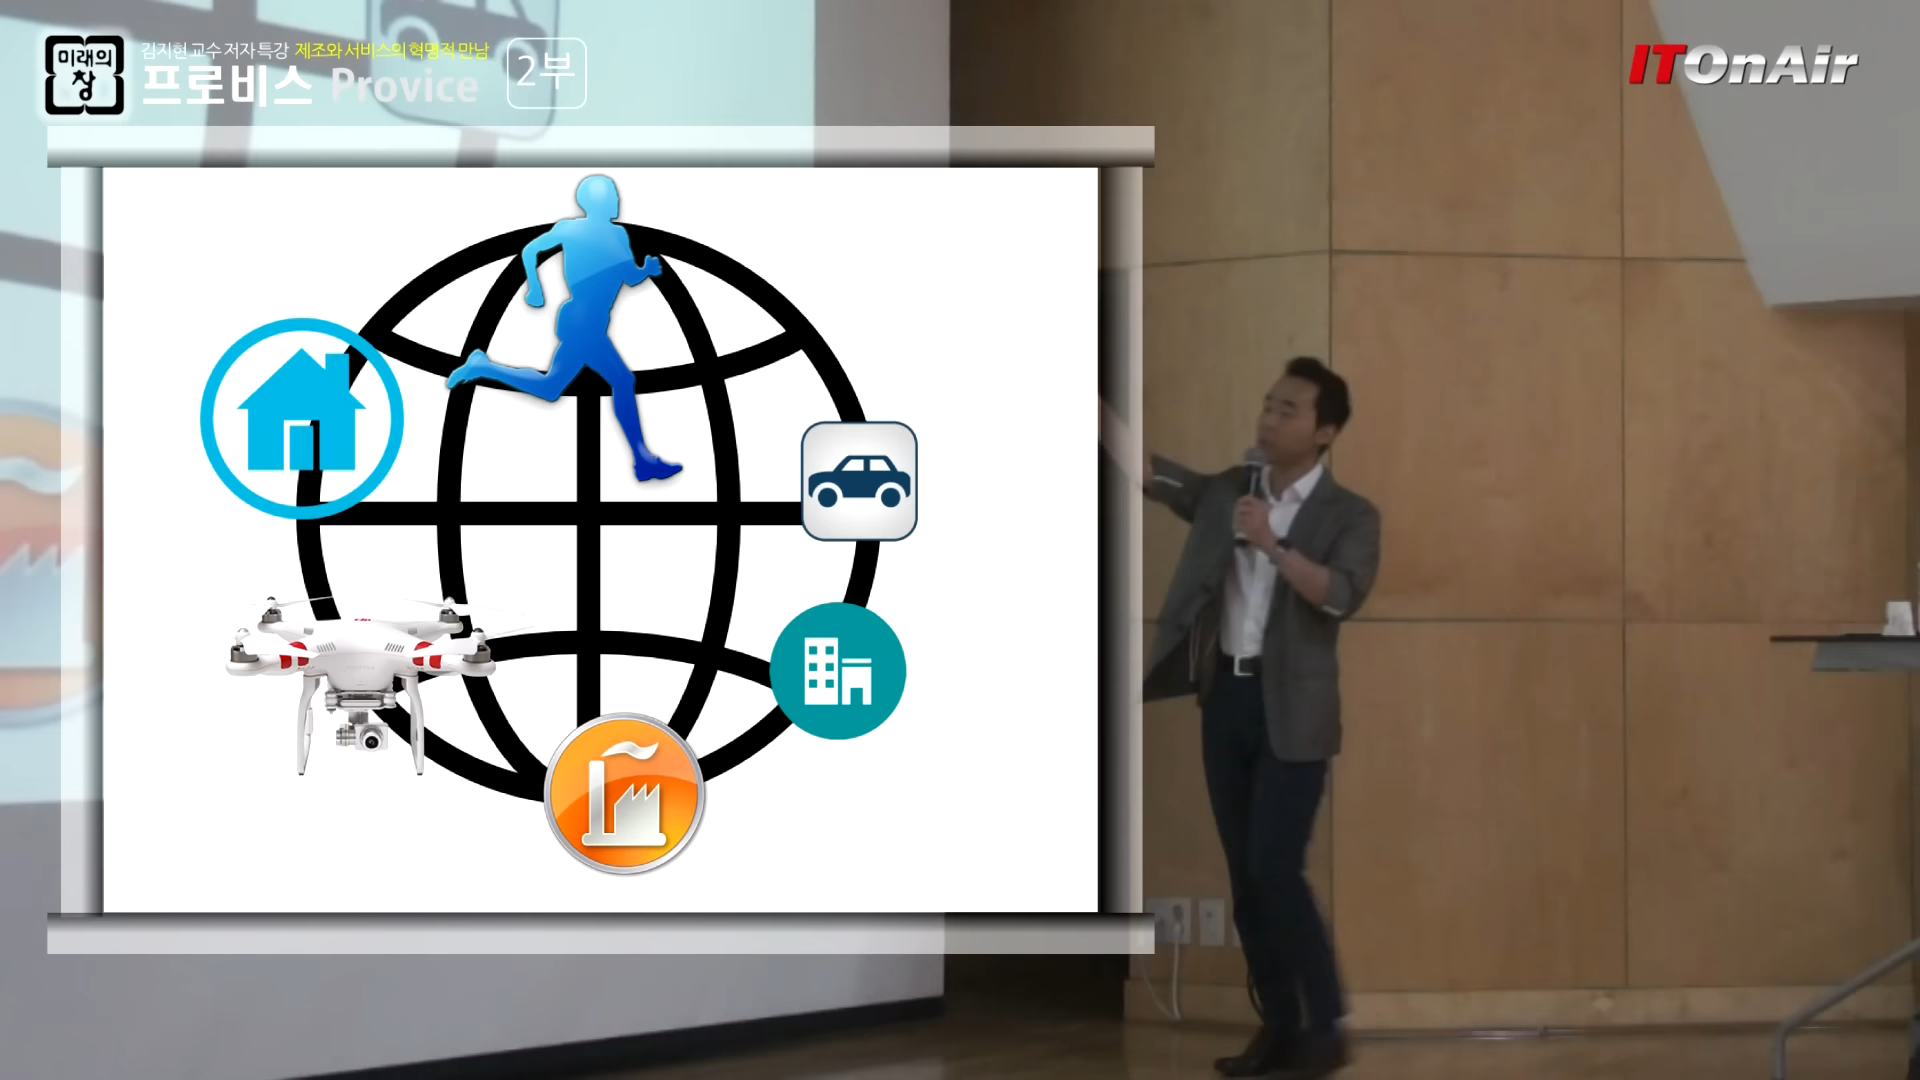 미래의
창
김지현 교수 저자 특강 제조와 서비스의 혁명적 만남
프로비스 Provice
2부
ITOnAir